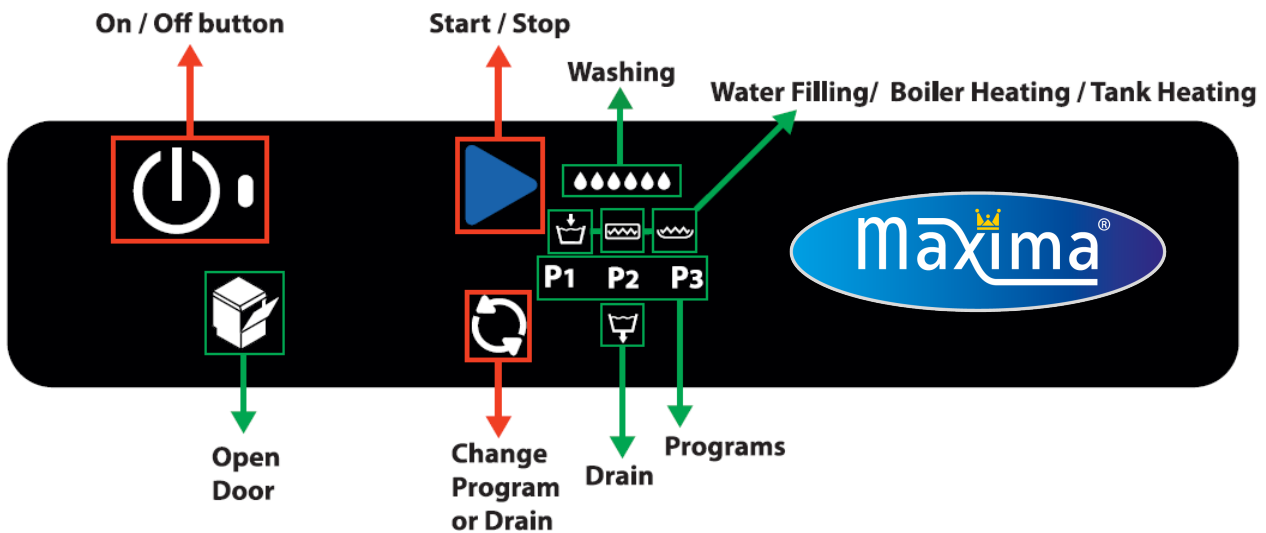 On / Off button
Start / Stop
Washing
Water Filling/ Boiler Heating / Tank Heating
maxima®
P1 P2 P3
Open
Door
Change
Program
or Drain
Drain
Programs